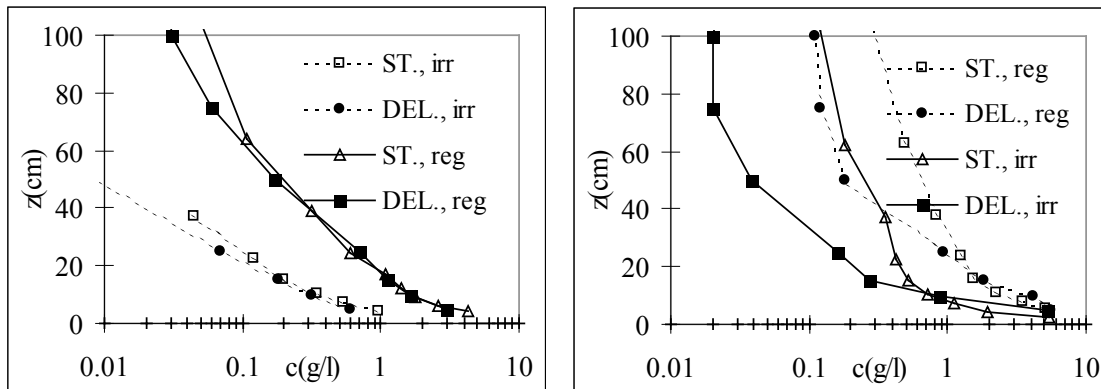 100
80
60
40
20
0
z(cm)
0.01
0.1
1
10
c(g/l)
ST., irr
DEL., irr
ST., reg
DEL., reg
100
80
60
40
20
0
z(cm)
0.01
0.1
1
10
c(g/l)
ST., reg
DEL., reg
ST., irr
DEL., irr